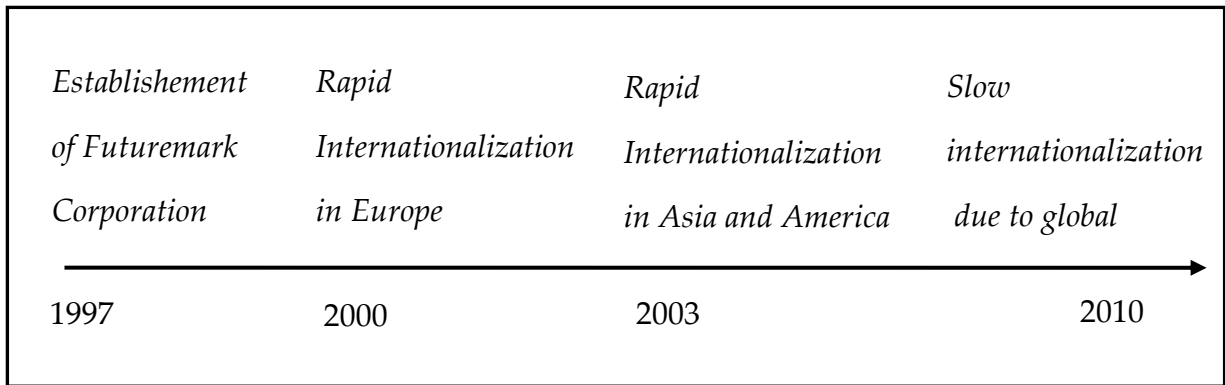 Establishement
of Futuremark
Corporation
Rapid
Internationalization
in Europe
Rapid
Internationalization
in Asia and America
Slow
internationalization
due to global
1997
2000
2003
2010